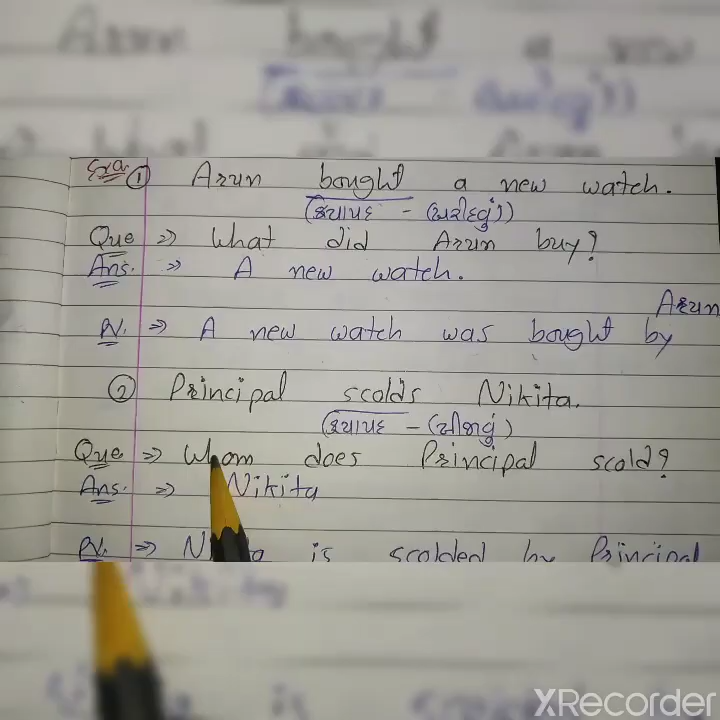 Exa ① Arun bought a new watch.
(ક્રિયાપદ - (ખરીદવું))
Que ⇒ What did Arun buy?
Ans. ⇒ A new watch.
Arun
P.V. ⇒ A new watch was bought by
② Principal scolds Nikita.
(ક્રિયાપદ - (ખીજાવું)
Que ⇒ Whom does Principal scold?
Ans. ⇒ Nikita
P.V. ⇒ is scolded by Principal
XRecorder